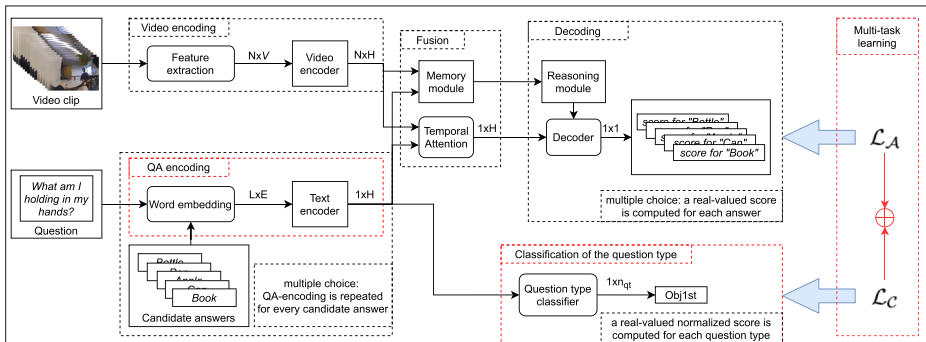 Video encoding
Fusion
Decoding
Multi-task
learning
Feature
extraction
NxV
Video
encoder
NxH
Memory
module
Reasoning
module
Video clip
Temporal
Attention
1xH
Decoder
1x1
score for "Bottle"
score for "Can"
score for "Book"
ℒA
QA encoding
What am I
holding in my
hands?
Question
Word embedding
LxE
Text
encoder
1xH
multiple choice: a real-valued score
is computed for each answer
Classification of the question type
Bottle
Apple
Can
Book
Candidate answers
multiple choice:
QA-encoding is repeated
for every candidate answer
Question type
classifier
1xnqt
Obj1st
ℒC
a real-valued normalized score is
computed for each question type